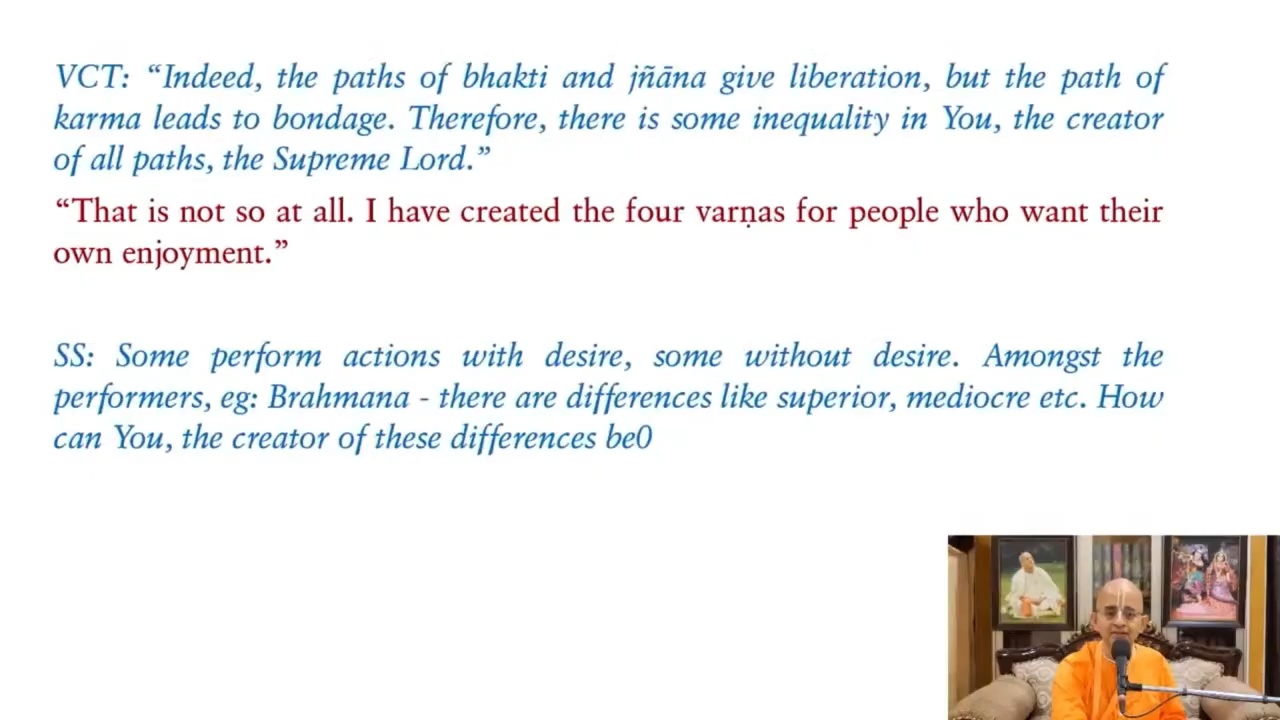 VCT: “Indeed, the paths of bhakti and jñāna give liberation, but the path of
karma leads to bondage. Therefore, there is some inequality in You, the creator
of all paths, the Supreme Lord.”
“That is not so at all. I have created the four varṇas for people who want their
own enjoyment.”
SS: Some perform actions with desire, some without desire. Amongst the
performers, eg: Brahmana - there are differences like superior, mediocre etc. How
can You, the creator of these differences be0